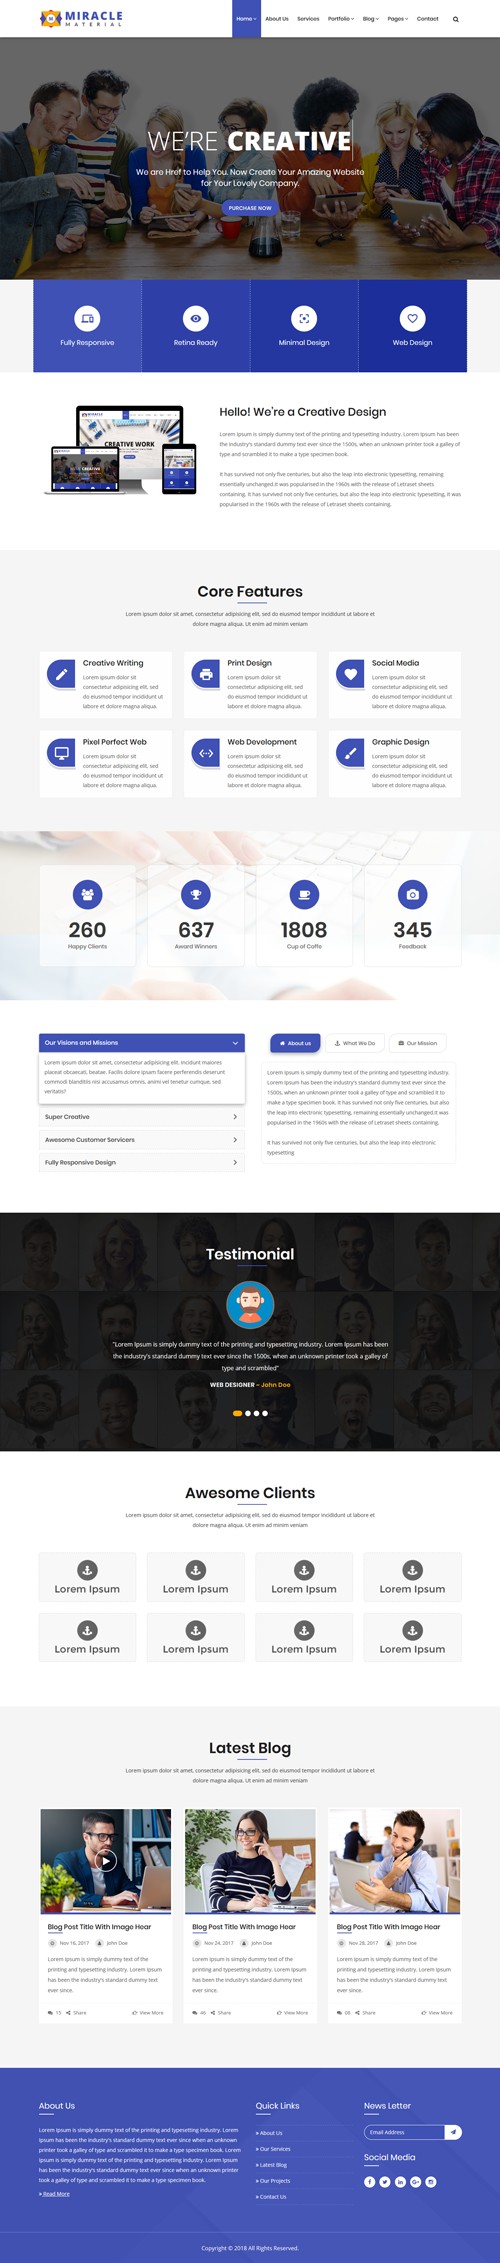 MIRACLE
MATERIAL
Home
About Us
Services
Portfolio
Blog
Pages
Contact
WE'RE CREATIVE
We are Href to Help You. Now Create Your Amazing Website
for Your Lovely Company.
PURCHASE NOW
Fully Responsive
Retina Ready
Minimal Design
Web Design
CREATIVE WORK
Hello! We're a Creative Design
Lorem Ipsum is simply dummy text of the printing and typesetting industry. Lorem Ipsum has been
the industry's standard dummy text ever since the 1500s, when an unknown printer took a galley of
type and scrambled it to make a type specimen book.
It has survived not only five centuries, but also the leap into electronic typesetting, remaining
essentially unchanged.it was popularised in the 1960s with the release of Letraset sheets
containing. It has survived not only five centuries, but also the leap into electronic typesetting, It was
popularised in the 1960s with the release of Letraset sheets containing.
Core Features
Lorem ipsum dolor sit amet, consectetur adipisicing elit, sed do eiusmod tempor incididunt ut labore et
dolore magna aliqua. Ut enim ad minim veniam
Creative Writing
Lorem ipsum dolor sit
consectetur adipisicing elit, sed
do eiusmod tempor incididunt ut
labore et dolore magna aliqua.
Print Design
Lorem ipsum dolor sit
consectetur adipisicing elit, sed
do eiusmod tempor incididunt ut
labore et dolore magna aliqua.
Social Media
Lorem ipsum dolor sit
consectetur adipisicing elit, sed
do eiusmod tempor incididunt ut
labore et dolore magna aliqua.
Pixel Perfect Web
Lorem ipsum dolor sit
consectetur adipisicing elit, sed
do eiusmod tempor incididunt ut
labore et dolore magna aliqua.
Web Development
Lorem ipsum dolor sit
consectetur adipisicing elit, sed
do eiusmod tempor incididunt ut
labore et dolore magna aliqua.
Graphic Design
Lorem ipsum dolor sit
consectetur adipisicing elit, sed
do eiusmod tempor incididunt ut
labore et dolore magna aliqua.
260
Happy Clients
637
Award Winners
1808
Cup of Coffe
345
Feedback
Our Visions and Missions
Lorem ipsum dolor sit amet, consectetur adipisicing elit. Incidunt maiores
placeat obcaecati, beatae. Facilis dolore ipsam facere perferendis deserunt
commodi blanditiis nisi accusamus omnis, animi vel tenetur cumque, sed
veritatis?
Super Creative
Awesome Customer Servicers
Fully Responsive Design
About us
What We Do
Our Mission
Lorem Ipsum is simply dummy text of the printing and typesetting industry.
Lorem Ipsum has been the industry's standard dummy text ever since the
1500s, when an unknown printer took a galley of type and scrambled it to
make a type specimen book. It has survived not only five centuries, but also
the leap into electronic typesetting, remaining essentially unchanged.it was
popularised in the 1960s with the release of Letraset sheets containing.
It has survived not only five centuries, but also the leap into electronic
typesetting
Testimonial
"Lorem Ipsum is simply dummy text of the printing and typesetting industry. Lorem Ipsum has been
the industry's standard dummy text ever since the 1500s, when an unknown printer took a galley of
type and scrambled"
WEB DESIGNER – John Doe
Awesome Clients
Lorem ipsum dolor sit amet, consectetur adipisicing elit, sed do eiusmod tempor incididunt ut labore et
dolore magna aliqua. Ut enim ad minim veniam
Lorem Ipsum
Lorem Ipsum
Lorem Ipsum
Lorem Ipsum
Lorem Ipsum
Lorem Ipsum
Lorem Ipsum
Lorem Ipsum
Latest Blog
Lorem ipsum dolor sit amet, consectetur adipisicing elit, sed do eiusmod tempor incididunt ut labore et
dolore magna aliqua. Ut enim ad minim veniam
Blog Post Title With Image Hear
Nov 16, 2017 John Doe
Lorem Ipsum is simply dummy text of the
printing and typesetting industry. Lorem Ipsum
has been the industry's standard dummy text
ever since.
15 Share View More
Blog Post Title With Image Hear
Nov 24, 2017 John Doe
Lorem Ipsum is simply dummy text of the
printing and typesetting industry. Lorem Ipsum
has been the industry's standard dummy text
ever since.
46 Share View More
Blog Post Title With Image Hear
Nov 28, 2017 John Doe
Lorem Ipsum is simply dummy text of the
printing and typesetting industry. Lorem Ipsum
has been the industry's standard dummy text
ever since.
08 Share View More
About Us
Lorem Ipsum is simply dummy text of the printing and typesetting industry. Lorem
Ipsum has been the industry's standard dummy text ever since when an unknown
printer took a galley of type and scrambled it to make a type specimen book. Lorem
Ipsum is simply dummy text of the printing and typesetting industry. Lorem Ipsum
has been the industry's standard dummy text ever since when an unknown printer
took a galley of type and scrambled it to make a type specimen book.
» Read More
Quick Links
» About Us
» Our Services
» Latest Blog
» Our Projects
» Contact Us
News Letter
Email Address
Social Media
Copyright © 2018 All Rights Reserved.